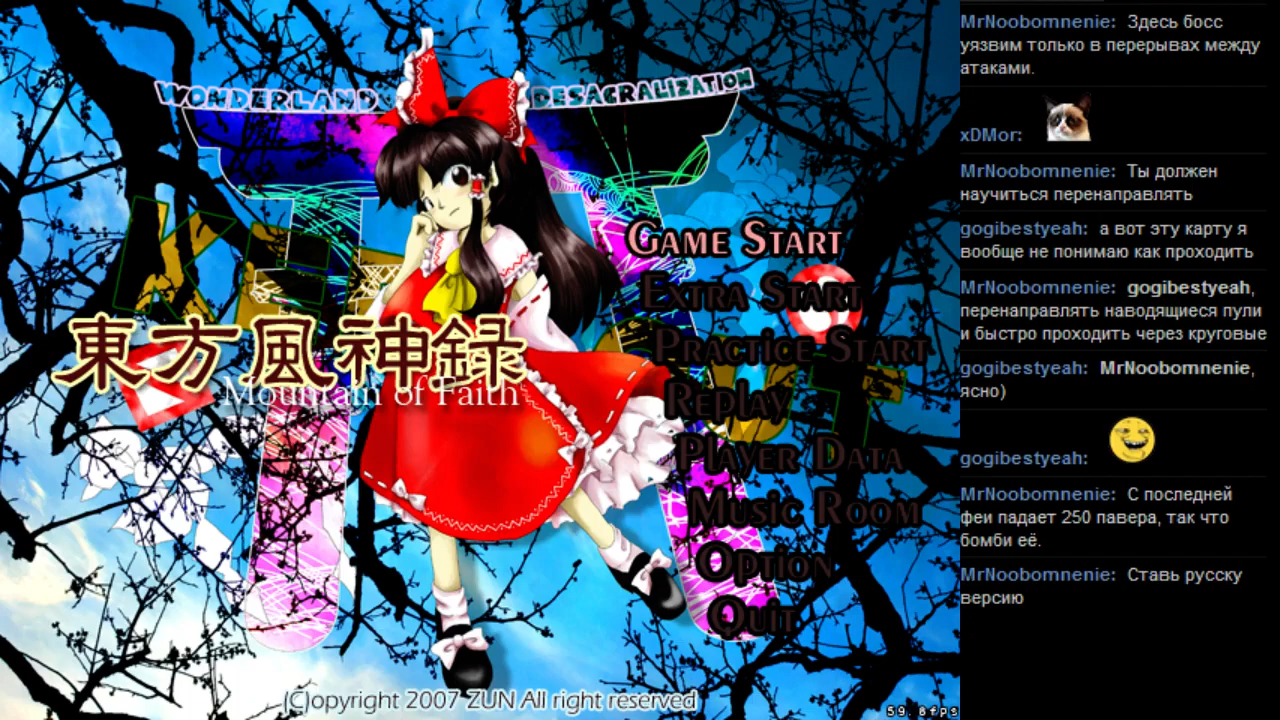 WONDERLAND DESACRALIZATION
GAME START
EXTRA START
PRACTICE START
REPLAY
PLAYER DATA
MUSIC ROOM
OPTION
QUIT
東方風神録
Mountain of Faith
(C)opyright 2007 ZUN All right reserved
59.8fps
MrNoobomnenie: Здесь босс
уязвим только в перерывах между
атаками.
xDMor:
MrNoobomnenie: Ты должен
научиться перенаправлять
gogibestyeah: а вот эту карту я
вообще не понимаю как проходить
MrNoobomnenie: gogibestyeah,
перенаправлять наводящиеся пули
и быстро проходить через круговые
gogibestyeah: MrNoobomnenie,
ясно)
gogibestyeah:
MrNoobomnenie: С последней
феи падает 250 павера, так что
бомби её.
MrNoobomnenie: Ставь русску
версию